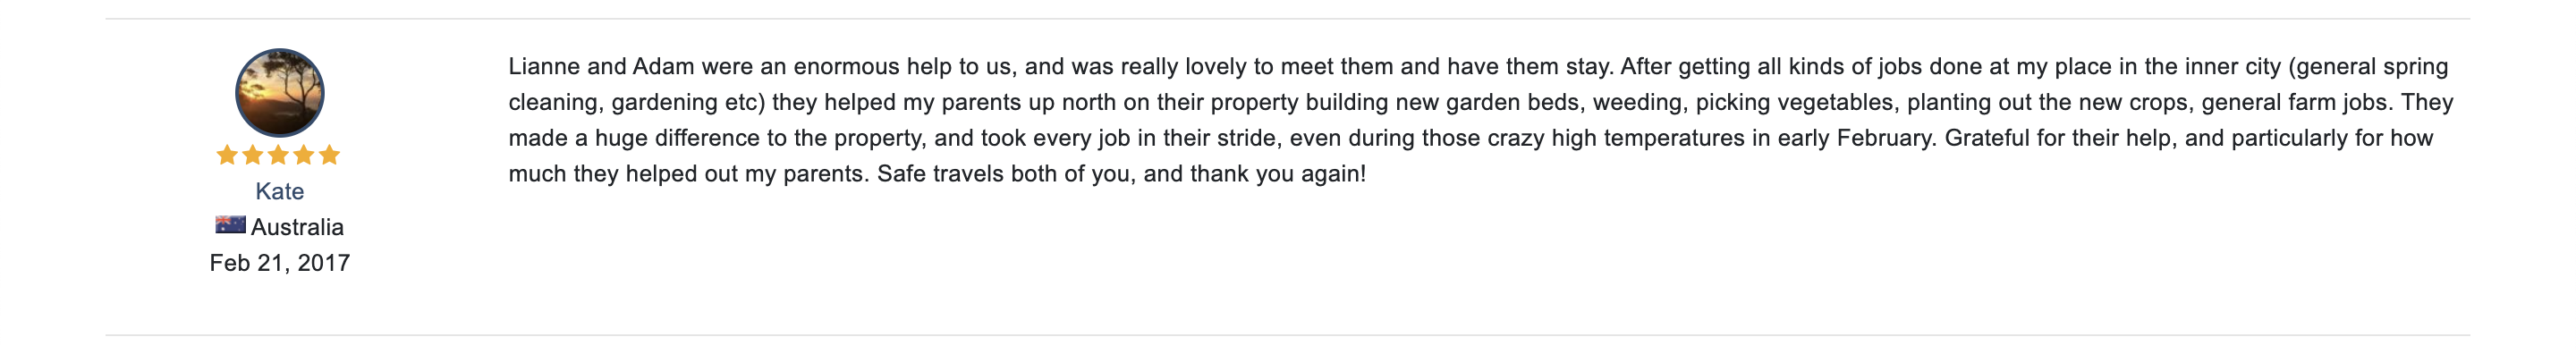 Lianne and Adam were an enormous help to us, and was really lovely to meet them and have them stay. After getting all kinds of jobs done at my place in the inner city (general spring
cleaning, gardening etc) they helped my parents up north on their property building new garden beds, weeding, picking vegetables, planting out the new crops, general farm jobs. They
made a huge difference to the property, and took every job in their stride, even during those crazy high temperatures in early February. Grateful for their help, and particularly for how
much they helped out my parents. Safe travels both of you, and thank you again!
Kate
Australia
Feb 21, 2017